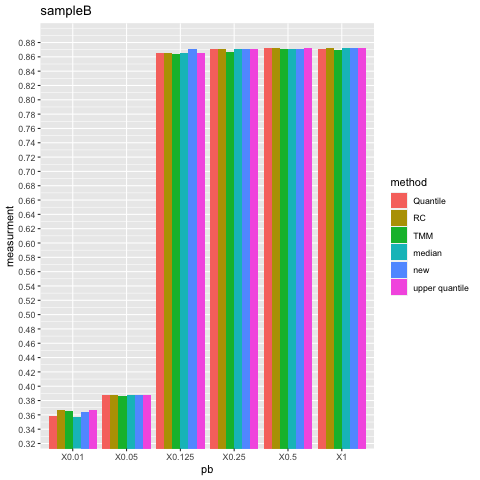 sampleB
measurment
0.88
0.86
0.84
0.82
0.80
0.78
0.76
0.74
0.72
0.70
0.68
0.66
0.64
0.62
0.60
0.58
0.56
0.54
0.52
0.50
0.48
0.46
0.44
0.42
0.40
0.38
0.36
0.34
0.32
X0.01 X0.05 X0.125 X0.25 X0.5 X1
pb
method
Quantile
RC
TMM
median
new
upper quantile